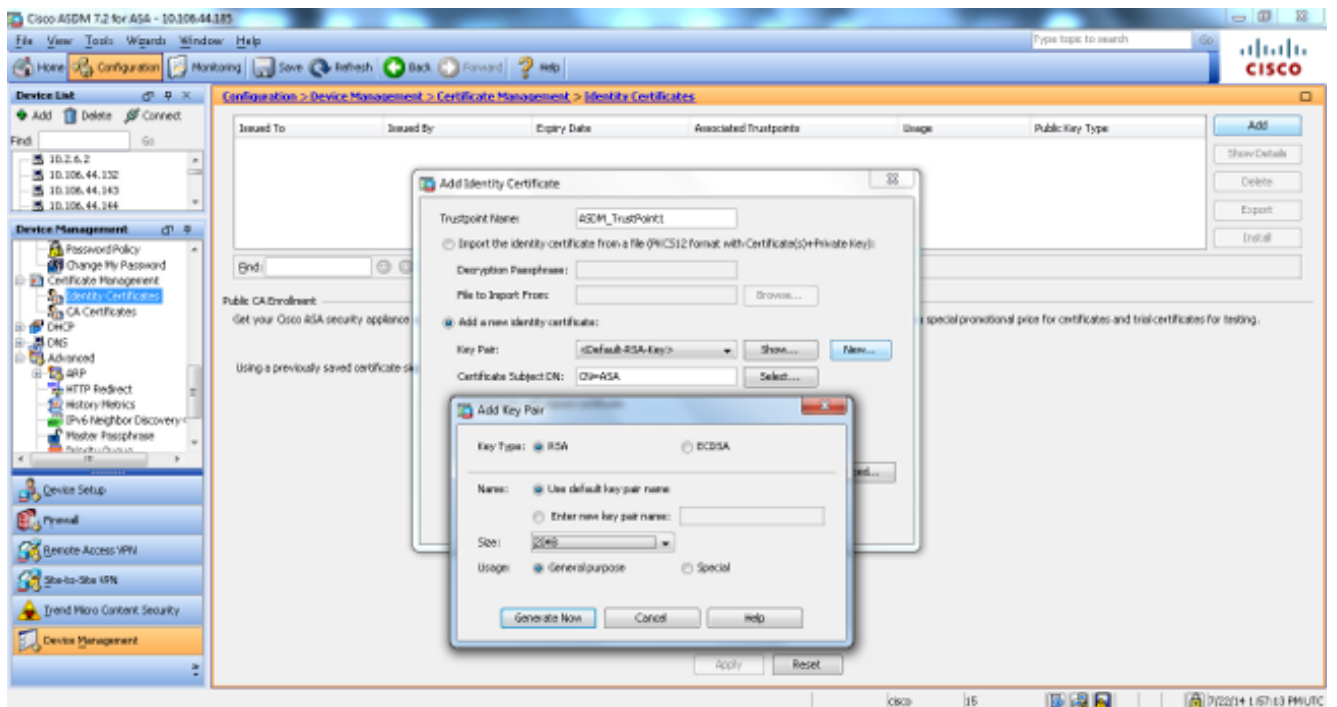 Cisco ASDM 7.2 for ASA - 10.106.44.185
File View Tools Wizards Window Help
Type topic to search
Go
Home Configuration Monitoring Save Refresh Back Forward Help
CISCO
Device List
Add Delete Connect
Find: Go
10.2.6.2
10.106.44.132
10.106.44.143
10.106.44.144
Device Management
Password Policy
Change My Password
Certificate Management
Identity Certificates
CA Certificates
DHCP
DNS
Advanced
ARP
HTTP Redirect
History Metrics
IPv6 Neighbor Discovery
Master Passphrase
Priority Queue
Device Setup
Firewall
Remote Access VPN
Site-to-Site VPN
Trend Micro Content Security
Device Management
Configuration > Device Management > Certificate Management > Identity Certificates
Issued To Issued By Expiry Date Associated Trustpoints Usage Public Key Type
Add
Show Details
Delete
Export
Install
Find:
Public CA Enrollment
Get your Cisco ASA security appliance
a special promotional price for certificates and trial certificates for testing.
Using a previously saved certificate
Add Identity Certificate
Trustpoint Name: ASDM_TrustPoint1
Import the identity certificate from a file (PKCS12 format with Certificate(s)+Private Key):
Decryption Passphrase:
File to Import From: Browse...
Add a new identity certificate:
Key Pair: <Default-RSA-Key> Show... New...
Certificate Subject DN: CN=ASA Select...
Add Key Pair
Key Type: RSA ECDSA
Name: Use default key pair name
Enter new key pair name:
Size: 2048
Usage: General purpose Special
Generate Now Cancel Help
Apply Reset
cisco 15 7/22/14 1:57:13 PM UTC